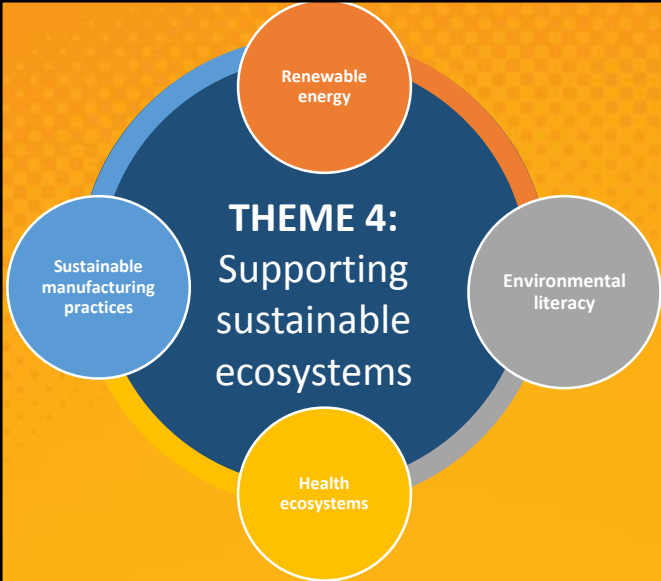 Renewable
energy
THEME 4:
Supporting
sustainable
ecosystems
Sustainable
manufacturing
practices
Environmental
literacy
Health
ecosystems